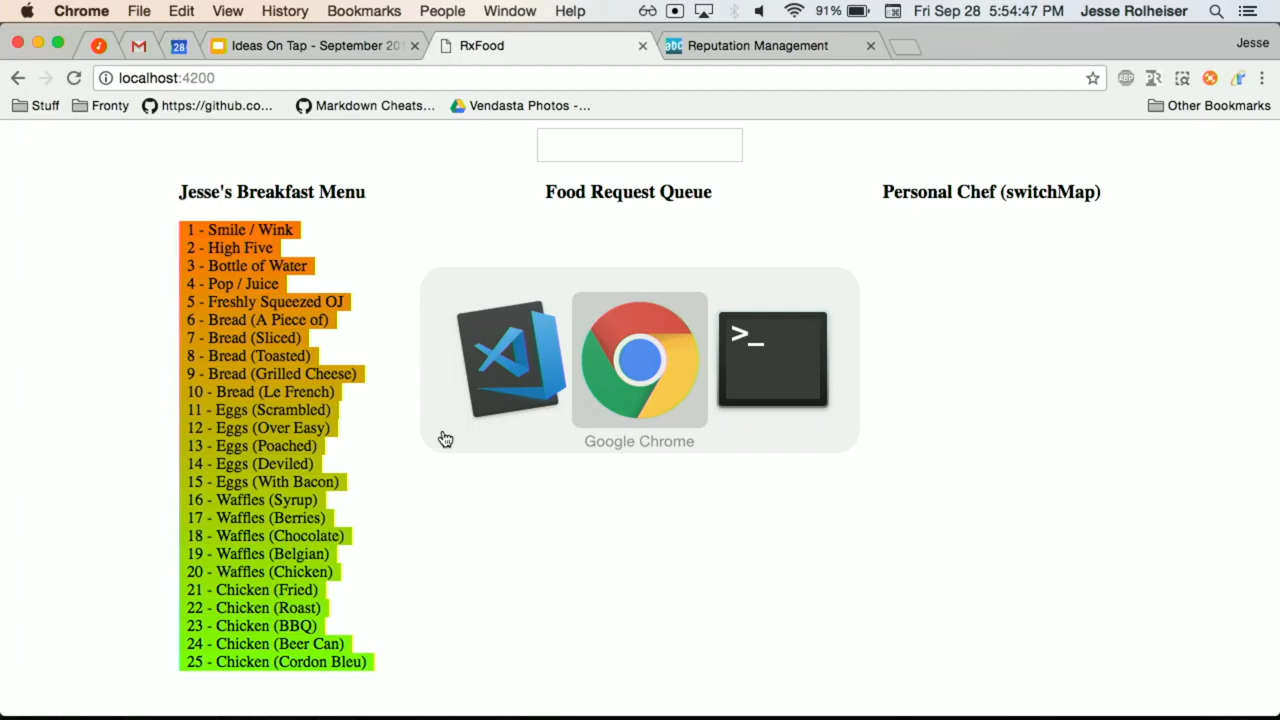 Chrome File Edit View History Bookmarks People Window Help 91% Fri Sep 28 5:54:47 PM Jesse Rolheiser
28 Ideas On Tap - September 20 RxFood abc Reputation Management Jesse
localhost:4200 ABP
Stuff Fronty https://github.co... Markdown Cheats... Vendasta Photos -... Other Bookmarks
Jesse's Breakfast Menu Food Request Queue Personal Chef (switchMap)
1 - Smile / Wink
2 - High Five
3 - Bottle of Water
4 - Pop / Juice
5 - Freshly Squeezed OJ
6 - Bread (A Piece of)
7 - Bread (Sliced)
8 - Bread (Toasted)
9 - Bread (Grilled Cheese)
10 - Bread (Le French)
11 - Eggs (Scrambled)
12 - Eggs (Over Easy)
13 - Eggs (Poached)
14 - Eggs (Deviled)
15 - Eggs (With Bacon)
16 - Waffles (Syrup)
17 - Waffles (Berries)
18 - Waffles (Chocolate)
19 - Waffles (Belgian)
20 - Waffles (Chicken)
21 - Chicken (Fried)
22 - Chicken (Roast)
23 - Chicken (BBQ)
24 - Chicken (Beer Can)
25 - Chicken (Cordon Bleu)
>_
Google Chrome